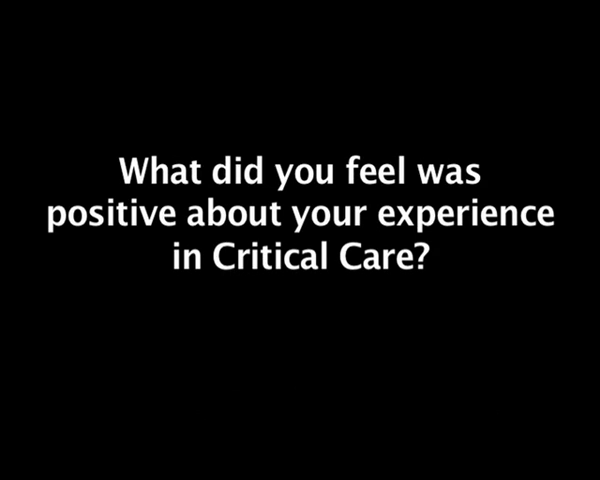 What did you feel was
positive about your experience
in Critical Care?